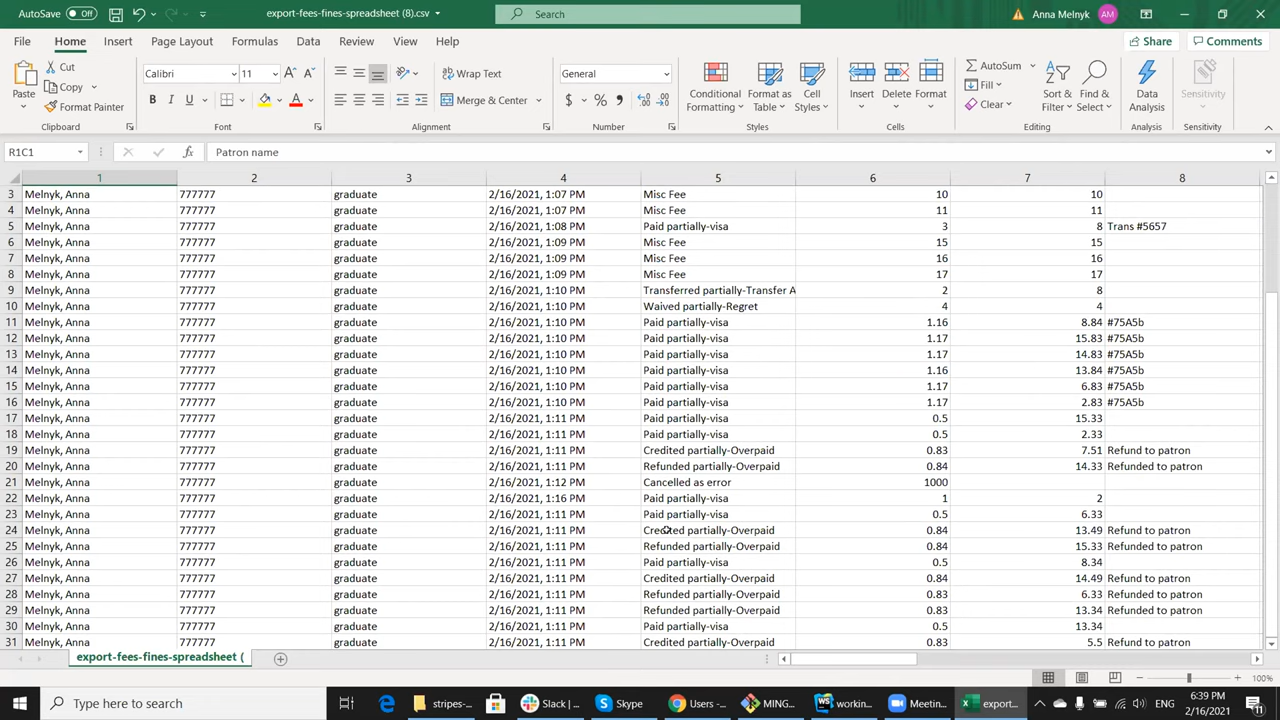 AutoSave Off export-fees-fines-spreadsheet (8).csv Search Anna Melnyk AM
File Home Insert Page Layout Formulas Data Review View Help Share Comments
Paste Cut Copy Format Painter Calibri 11 Wrap Text Merge & Center General Conditional Formatting Format as Table Cell Styles Insert Delete Format AutoSum Fill Clear Sort & Filter Find & Select Data Analysis Sensitivity
Clipboard Font Alignment Number Styles Cells Editing Analysis Sensitivity
R1C1 fx Patron name
1 2 3 4 5 6 7 8
3 Melnyk, Anna 777777 graduate 2/16/2021, 1:07 PM Misc Fee 10 10
4 Melnyk, Anna 777777 graduate 2/16/2021, 1:07 PM Misc Fee 11 11
5 Melnyk, Anna 777777 graduate 2/16/2021, 1:08 PM Paid partially-visa 3 8 Trans #5657
6 Melnyk, Anna 777777 graduate 2/16/2021, 1:09 PM Misc Fee 15 15
7 Melnyk, Anna 777777 graduate 2/16/2021, 1:09 PM Misc Fee 16 16
8 Melnyk, Anna 777777 graduate 2/16/2021, 1:09 PM Misc Fee 17 17
9 Melnyk, Anna 777777 graduate 2/16/2021, 1:10 PM Transferred partially-Transfer A 2 8
10 Melnyk, Anna 777777 graduate 2/16/2021, 1:10 PM Waived partially-Regret 4 4
11 Melnyk, Anna 777777 graduate 2/16/2021, 1:10 PM Paid partially-visa 1.16 8.84 #75A5b
12 Melnyk, Anna 777777 graduate 2/16/2021, 1:10 PM Paid partially-visa 1.17 15.83 #75A5b
13 Melnyk, Anna 777777 graduate 2/16/2021, 1:10 PM Paid partially-visa 1.17 14.83 #75A5b
14 Melnyk, Anna 777777 graduate 2/16/2021, 1:10 PM Paid partially-visa 1.16 13.84 #75A5b
15 Melnyk, Anna 777777 graduate 2/16/2021, 1:10 PM Paid partially-visa 1.17 6.83 #75A5b
16 Melnyk, Anna 777777 graduate 2/16/2021, 1:10 PM Paid partially-visa 1.17 2.83 #75A5b
17 Melnyk, Anna 777777 graduate 2/16/2021, 1:11 PM Paid partially-visa 0.5 15.33
18 Melnyk, Anna 777777 graduate 2/16/2021, 1:11 PM Paid partially-visa 0.5 2.33
19 Melnyk, Anna 777777 graduate 2/16/2021, 1:11 PM Credited partially-Overpaid 0.83 7.51 Refund to patron
20 Melnyk, Anna 777777 graduate 2/16/2021, 1:11 PM Refunded partially-Overpaid 0.84 14.33 Refunded to patron
21 Melnyk, Anna 777777 graduate 2/16/2021, 1:12 PM Cancelled as error 1000
22 Melnyk, Anna 777777 graduate 2/16/2021, 1:16 PM Paid partially-visa 1 2
23 Melnyk, Anna 777777 graduate 2/16/2021, 1:11 PM Paid partially-visa 0.5 6.33
24 Melnyk, Anna 777777 graduate 2/16/2021, 1:11 PM Credited partially-Overpaid 0.84 13.49 Refund to patron
25 Melnyk, Anna 777777 graduate 2/16/2021, 1:11 PM Refunded partially-Overpaid 0.84 15.33 Refunded to patron
26 Melnyk, Anna 777777 graduate 2/16/2021, 1:11 PM Paid partially-visa 0.5 8.34
27 Melnyk, Anna 777777 graduate 2/16/2021, 1:11 PM Credited partially-Overpaid 0.84 14.49 Refund to patron
28 Melnyk, Anna 777777 graduate 2/16/2021, 1:11 PM Refunded partially-Overpaid 0.83 6.33 Refunded to patron
29 Melnyk, Anna 777777 graduate 2/16/2021, 1:11 PM Refunded partially-Overpaid 0.83 13.34 Refunded to patron
30 Melnyk, Anna 777777 graduate 2/16/2021, 1:11 PM Paid partially-visa 0.5 13.34
31 Melnyk, Anna 777777 graduate 2/16/2021, 1:11 PM Credited partially-Overpaid 0.83 5.5 Refund to patron
export-fees-fines-spreadsheet (
100%
Type here to search stripes-... Slack | ... Skype Users -... MING... workin... Meetin... export... ENG 6:39 PM
2/16/2021 11